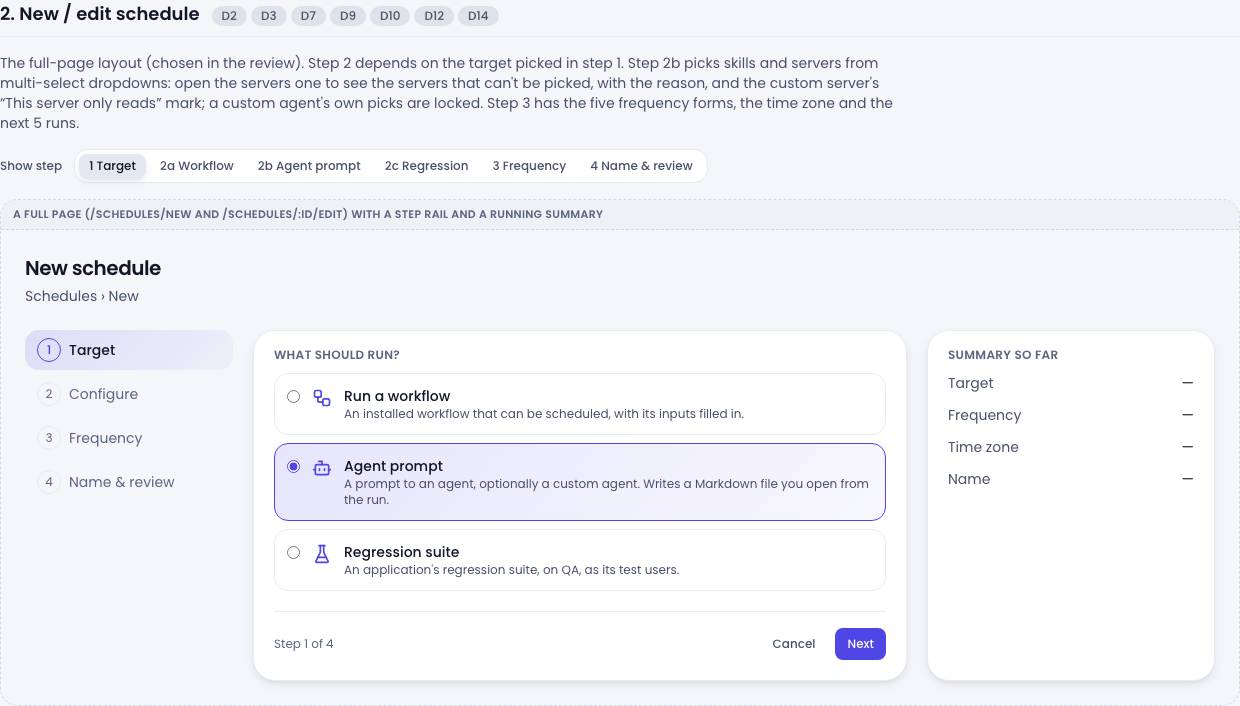 2. New / edit schedule D2 D3 D7 D9 D10 D12 D14
The full-page layout (chosen in the review). Step 2 depends on the target picked in step 1. Step 2b picks skills and servers from
multi-select dropdowns: open the servers one to see the servers that can't be picked, with the reason, and the custom server's
“This server only reads” mark; a custom agent's own picks are locked. Step 3 has the five frequency forms, the time zone and the
next 5 runs.
Show step 1 Target 2a Workflow 2b Agent prompt 2c Regression 3 Frequency 4 Name & review
A FULL PAGE (/SCHEDULES/NEW AND /SCHEDULES/:ID/EDIT) WITH A STEP RAIL AND A RUNNING SUMMARY
New schedule
Schedules › New
1 Target
2 Configure
3 Frequency
4 Name & review
WHAT SHOULD RUN?
Run a workflow
An installed workflow that can be scheduled, with its inputs filled in.
Agent prompt
A prompt to an agent, optionally a custom agent. Writes a Markdown file you open from
the run.
Regression suite
An application's regression suite, on QA, as its test users.
Step 1 of 4 Cancel Next
SUMMARY SO FAR
Target —
Frequency —
Time zone —
Name —